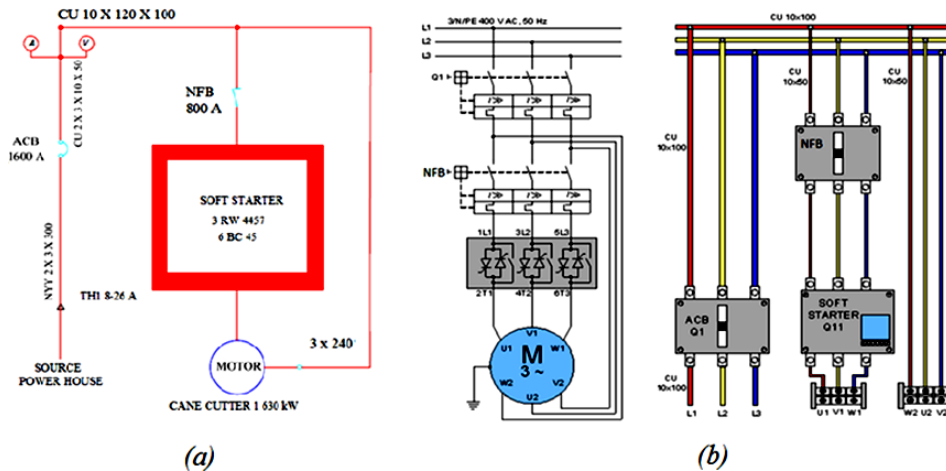 CU 10 X 120 X 100
A
V
CU 2 X 3 X 10 X 50
NFB
800 A
ACB
1600 A
SOFT STARTER
3 RW 4457
6 BC 45
NYY 2 X 3 X 300
TH1 8-26 A
MOTOR
3 x 240
SOURCE
POWER HOUSE
CANE CUTTER 1 630 kW
(a)
3/N/PE 400 V AC, 50 Hz
L1
L2
L3
Q1
NFB
1L1
3L2
5L3
2T1
4T2
6T3
V1
U1
W1
M
3 ~
W2
V2
U2
CU 10x100
CU
10x50
CU
10x50
CU
10x100
NFB
ACB
Q1
SOFT
STARTER
Q11
CU
10x100
L1
L2
L3
U1
V1
W1
W2
U2
V2
(b)